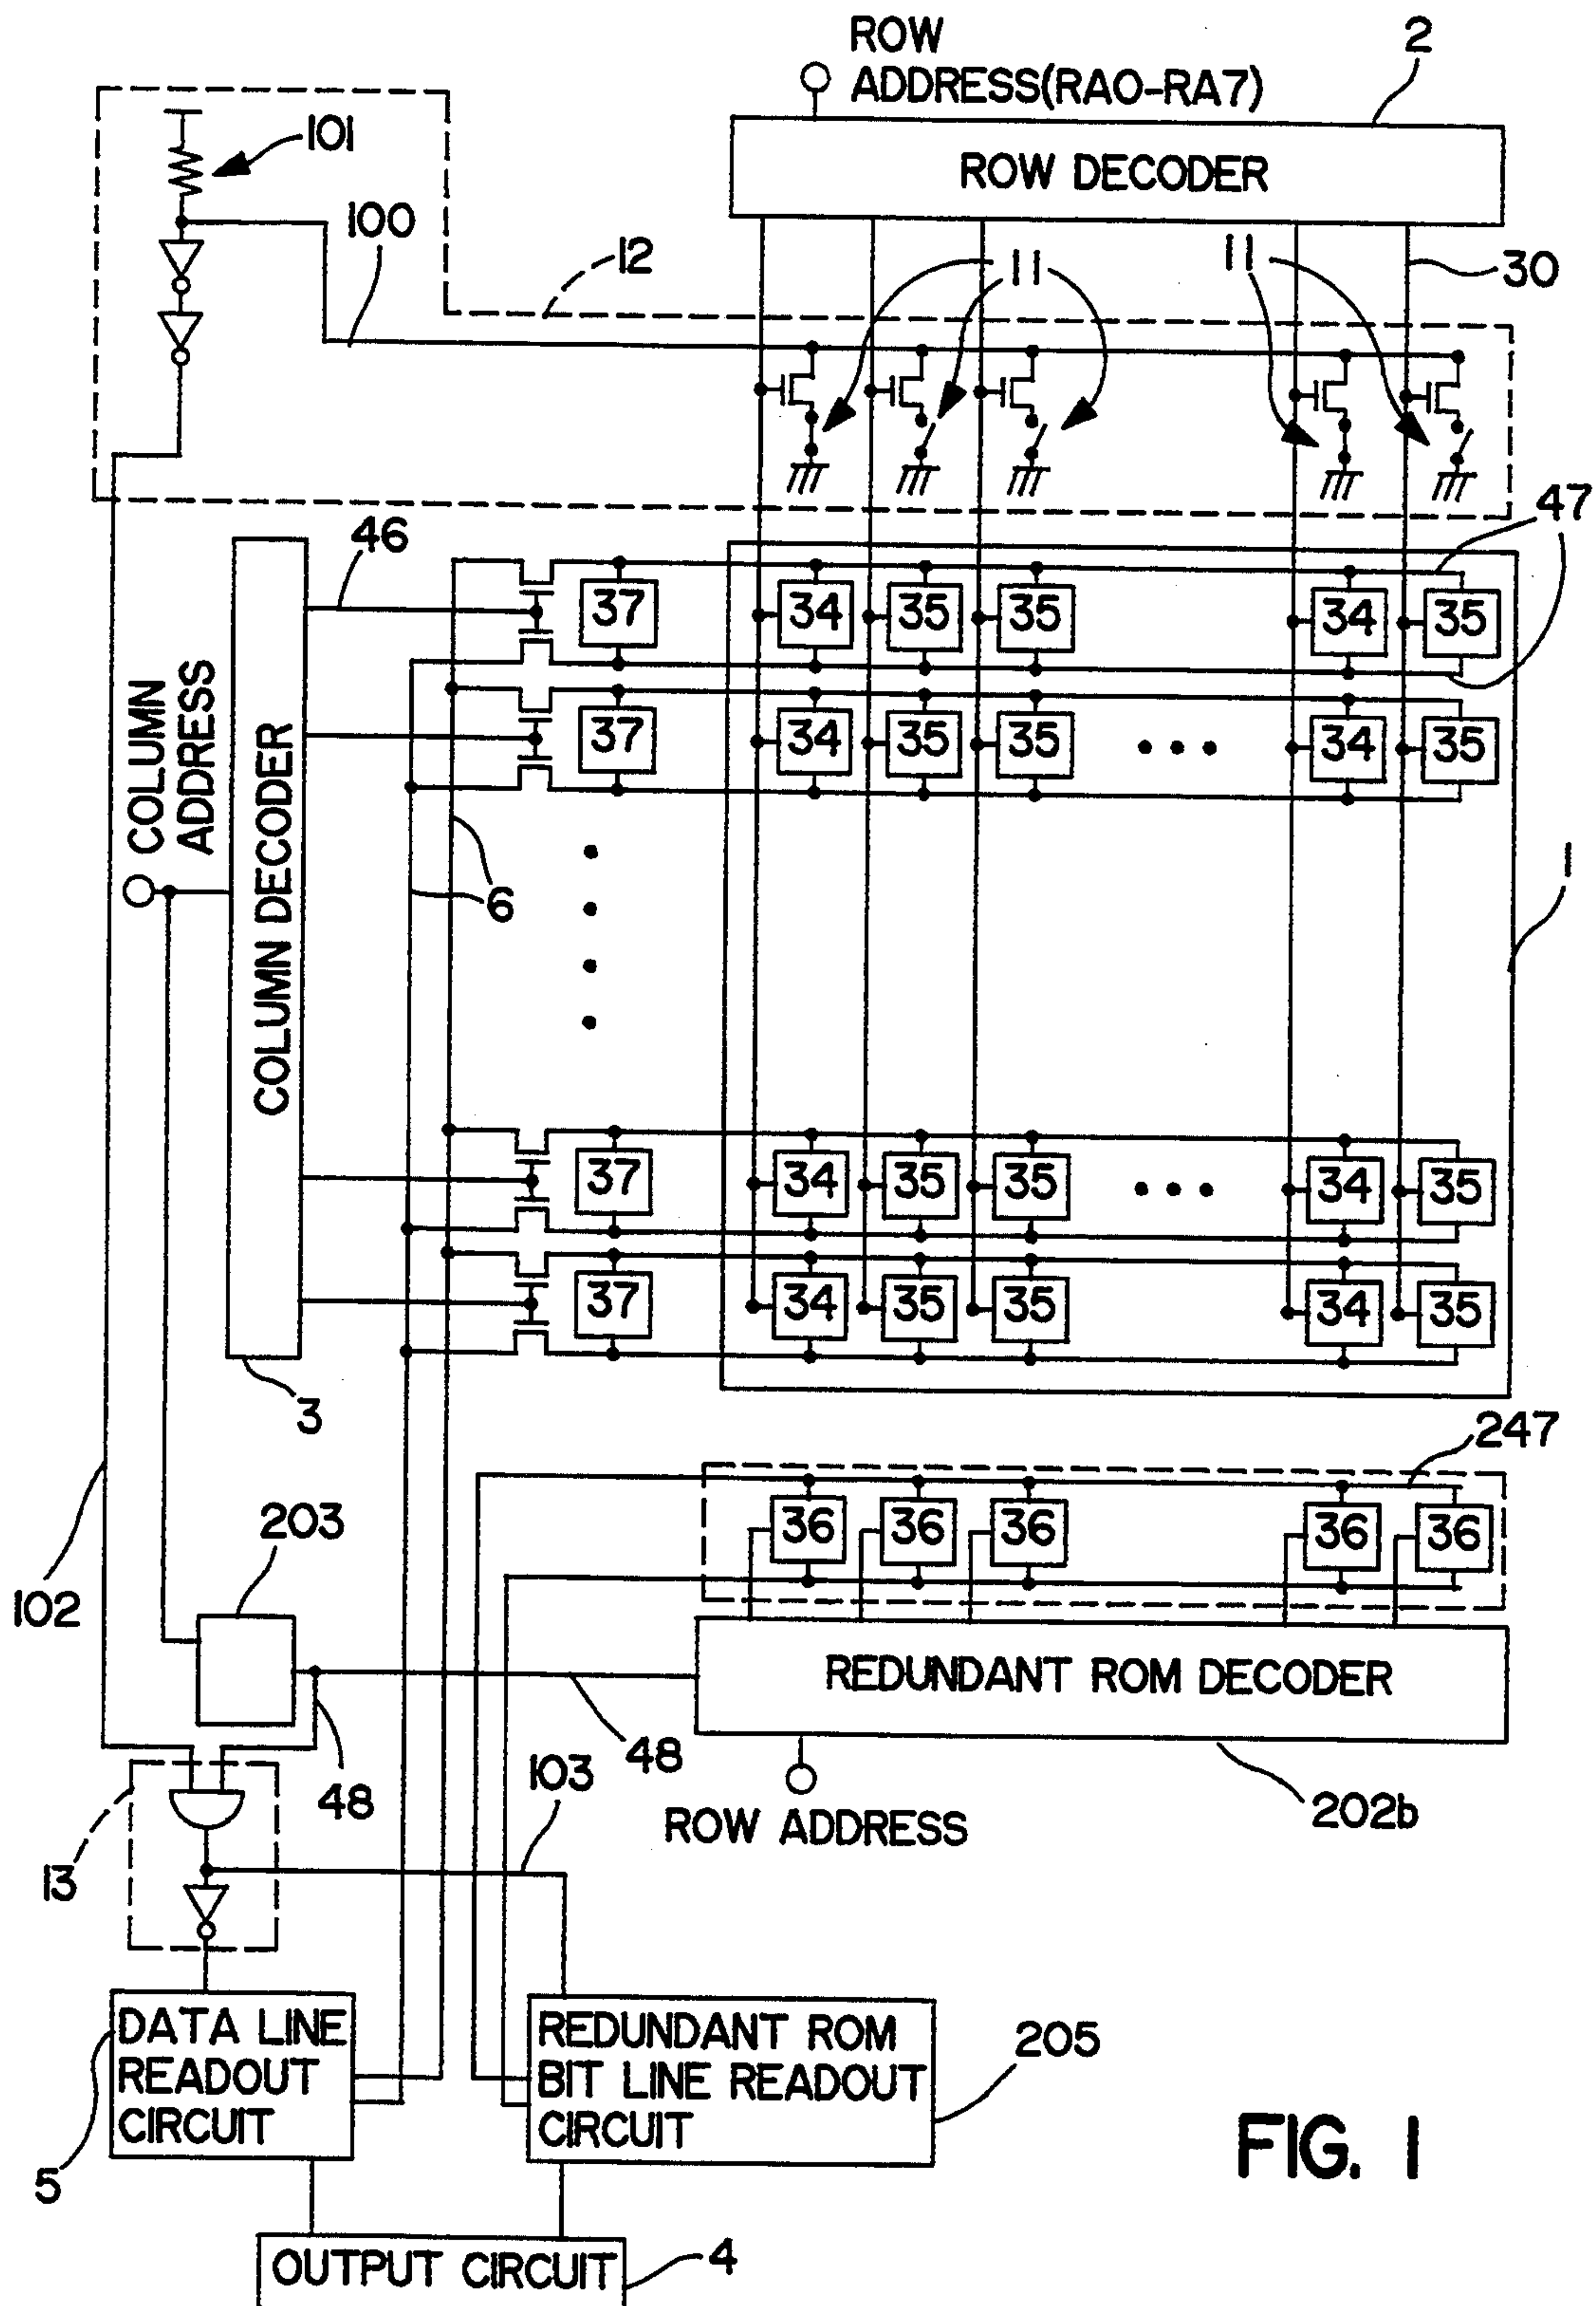 ROW
ADDRESS(RA0-RA7)
2
ROW DECODER
101
100
12
11
11
30
47
46
37 34 35 35 34 35
37 34 35 35 • • • 34 35
COLUMN
ADDRESS
COLUMN DECODER
6
1
37 34 35 35 • • • 34 35
37 34 35 35 34 35
3
247
36 36 36 36 36
203
102
REDUNDANT ROM DECODER
48
48
103
202b
ROW ADDRESS
13
DATA LINE
READOUT
CIRCUIT
5
REDUNDANT ROM
BIT LINE READOUT
CIRCUIT
205
OUTPUT CIRCUIT
4
FIG. 1